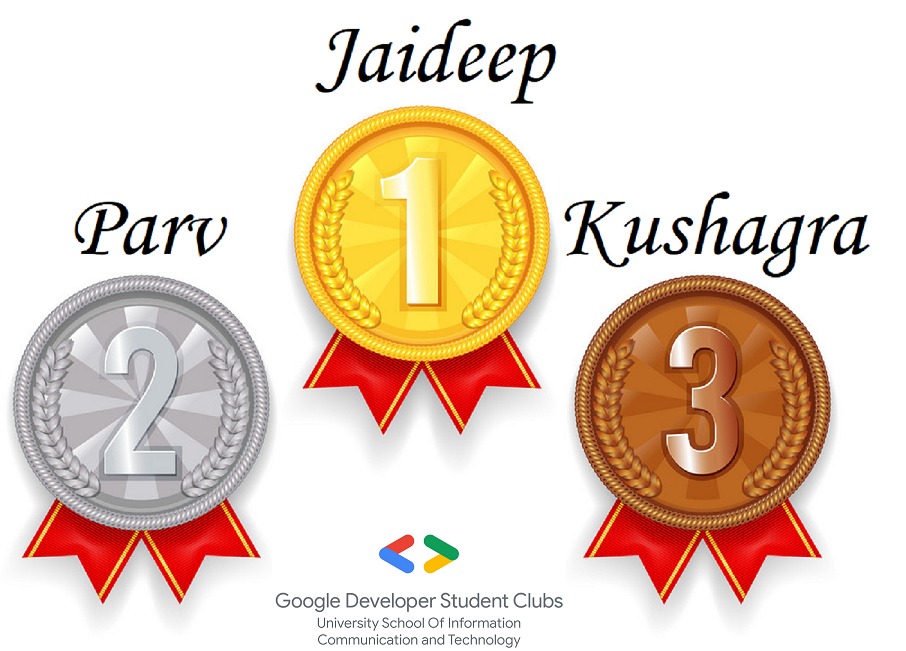 Jaideep
1
Parv
Kushagra
2
3
Google Developer Student Clubs
University School Of Information
Communication and Technology